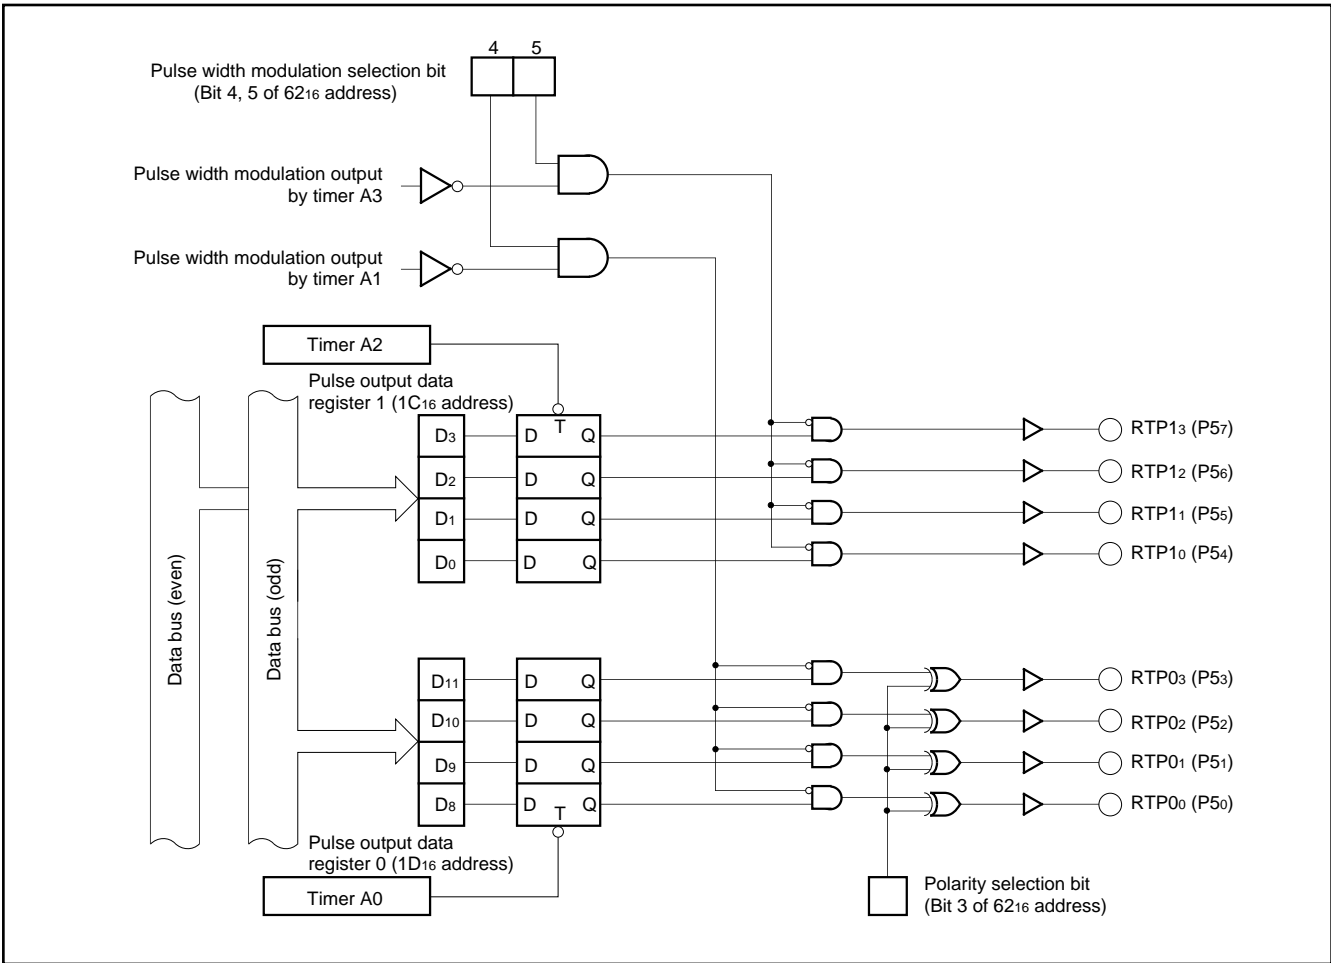 4 5
Pulse width modulation selection bit
(Bit 4, 5 of 6216 address)
Pulse width modulation output
by timer A3
Pulse width modulation output
by timer A1
Timer A2
Pulse output data
register 1 (1C16 address)
T
D3 D Q
D2 D Q
D1 D Q
D0 D Q
RTP13 (P57)
RTP12 (P56)
RTP11 (P55)
RTP10 (P54)
Data bus (even)
Data bus (odd)
D11 D Q
D10 D Q
D9 D Q
D8 D Q
T
RTP03 (P53)
RTP02 (P52)
RTP01 (P51)
RTP00 (P50)
Pulse output data
register 0 (1D16 address)
Timer A0
Polarity selection bit
(Bit 3 of 6216 address)